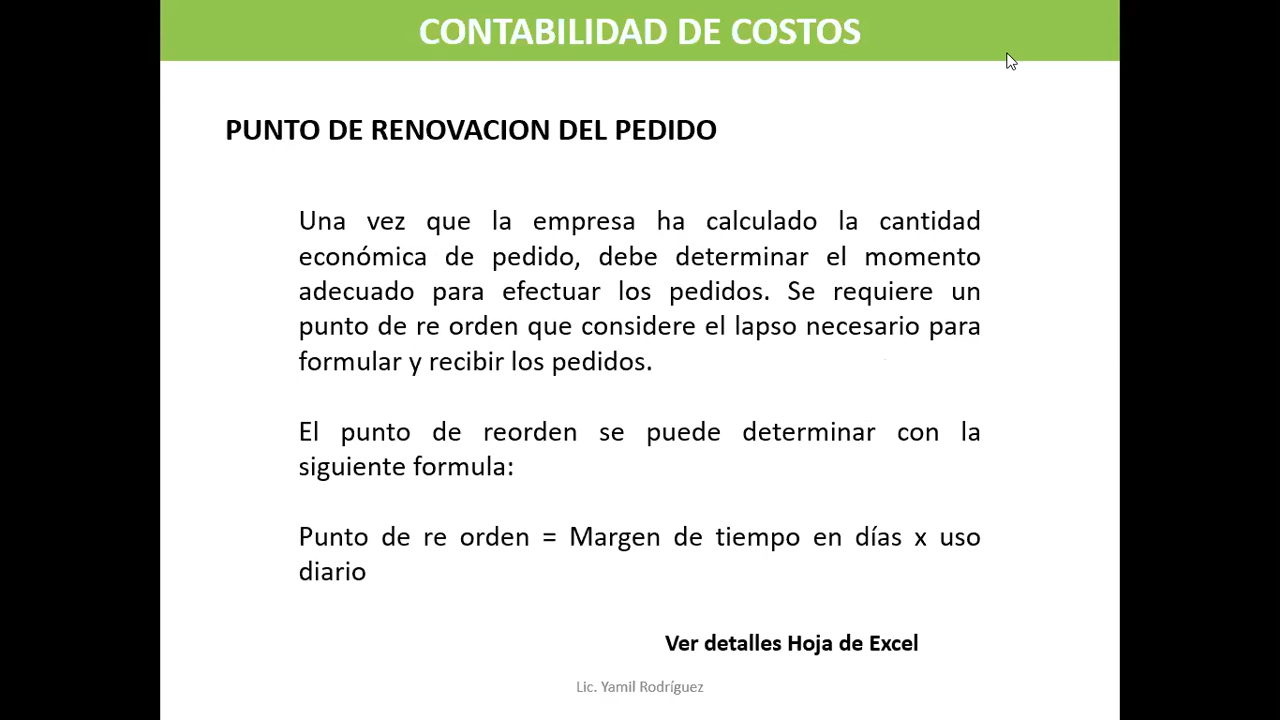 CONTABILIDAD DE COSTOS
PUNTO DE RENOVACION DEL PEDIDO
Una vez que la empresa ha calculado la cantidad
económica de pedido, debe determinar el momento
adecuado para efectuar los pedidos. Se requiere un
punto de re orden que considere el lapso necesario para
formular y recibir los pedidos.
El punto de reorden se puede determinar con la
siguiente formula:
Punto de re orden = Margen de tiempo en días x uso
diario
Ver detalles Hoja de Excel
Lic. Yamil Rodríguez